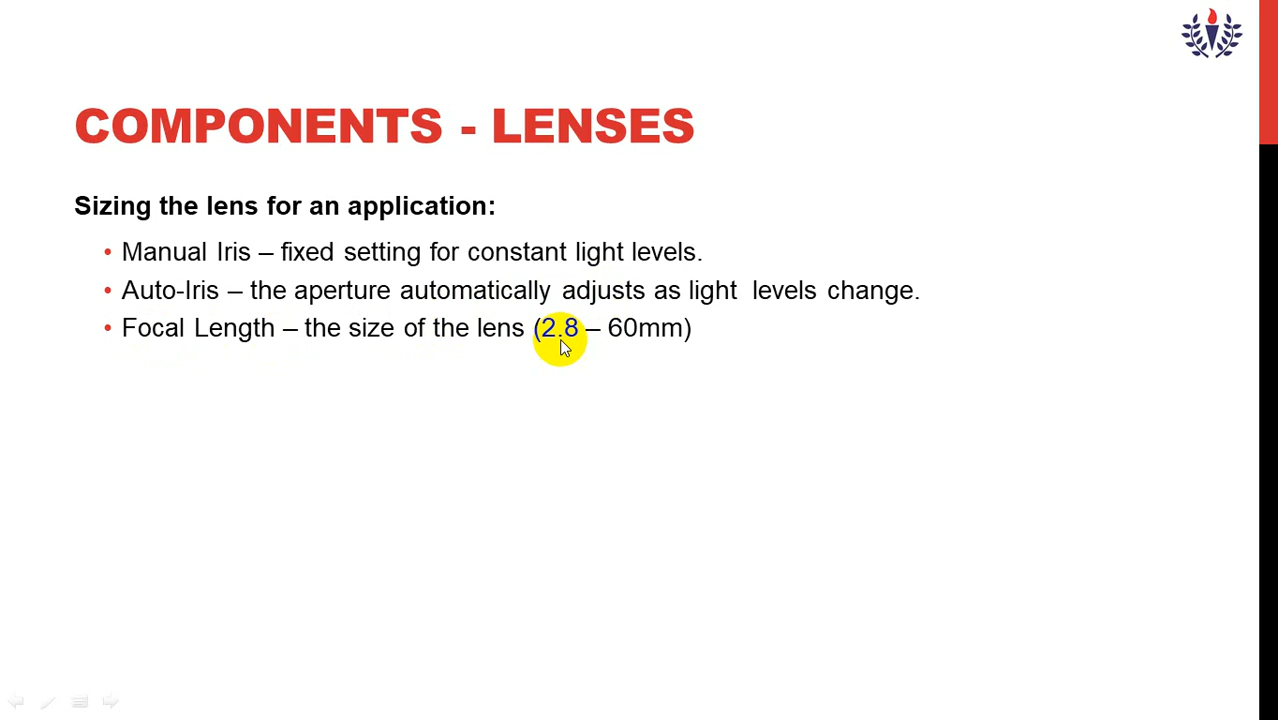 COMPONENTS - LENSES
Sizing the lens for an application:
• Manual Iris – fixed setting for constant light levels.
• Auto-Iris – the aperture automatically adjusts as light levels change.
• Focal Length – the size of the lens (2.8 – 60mm)